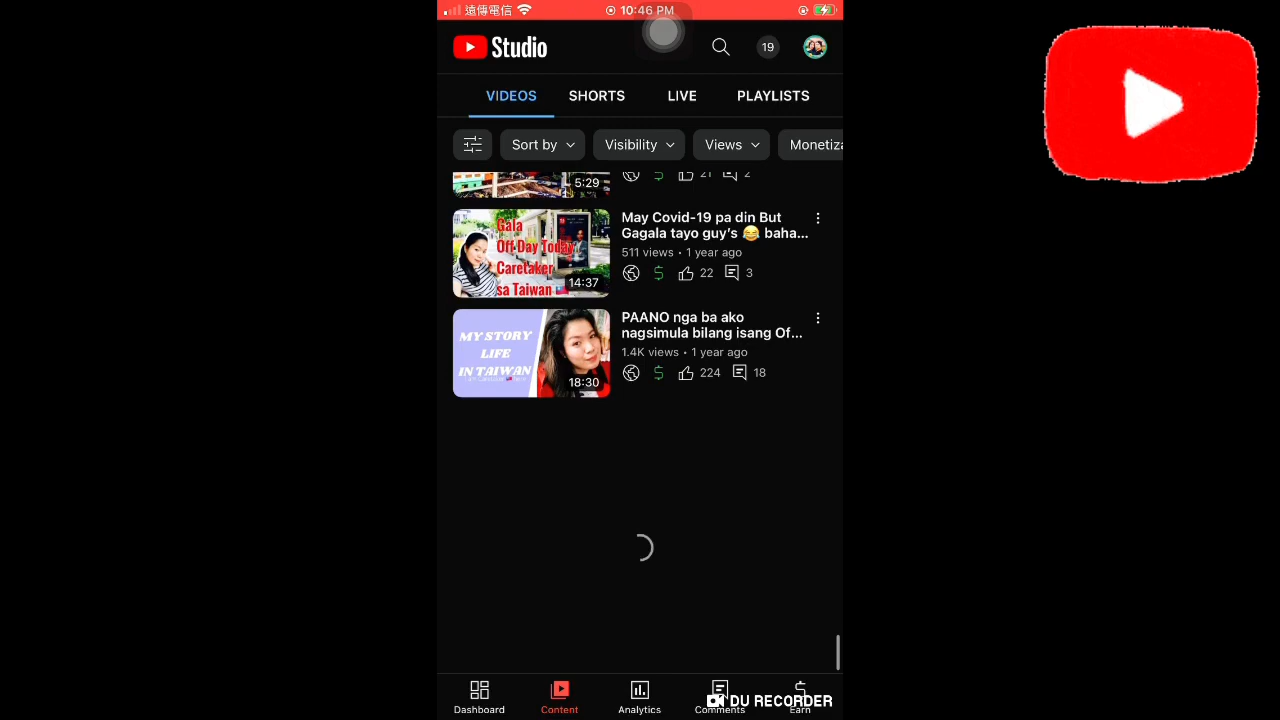 遠傳電信 10:46 PM
Studio 19
VIDEOS SHORTS LIVE PLAYLISTS
Sort by Visibility Views Monetiza
5:29 21 2
Gala
Off Day Today
Caretaker
sa Taiwan
14:37
May Covid-19 pa din But
Gagala tayo guy's 😂 baha...
511 views • 1 year ago
22 3
MY STORY
LIFE
IN TAIWAN
18:30
PAANO nga ba ako
nagsimula bilang isang Of...
1.4K views • 1 year ago
224 18
Dashboard Content Analytics Comments Earn
DU RECORDER